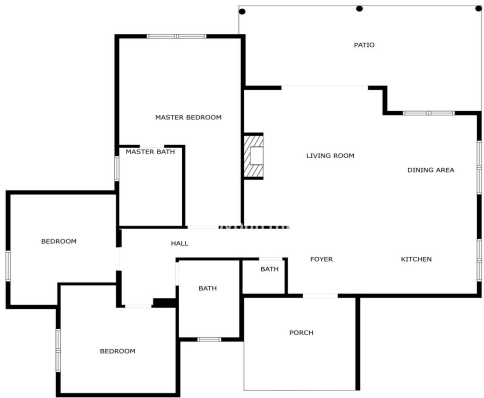 PATIO
MASTER BEDROOM
MASTER BATH
LIVING ROOM
DINING AREA
BEDROOM
HALL
FOYER
KITCHEN
BATH
BATH
PORCH
BEDROOM